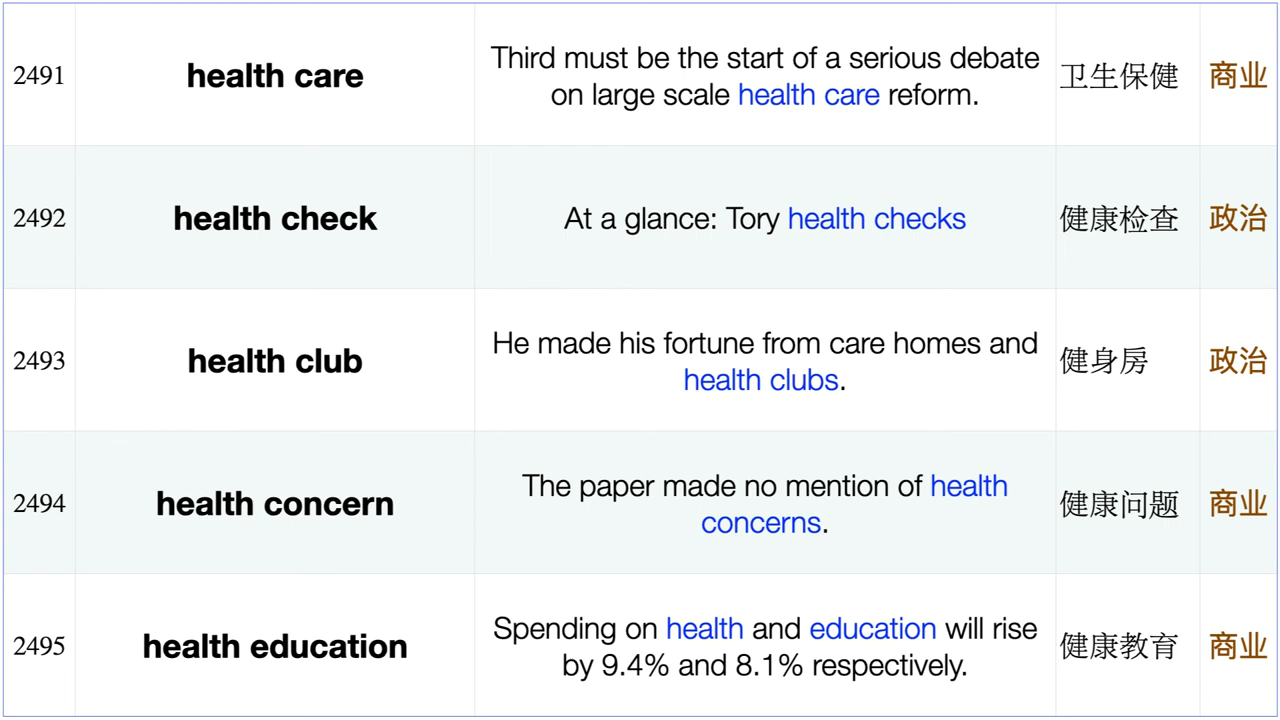 2491 health care Third must be the start of a serious debate on large scale health care reform. 卫生保健 商业
2492 health check At a glance: Tory health checks 健康检查 政治
2493 health club He made his fortune from care homes and health clubs. 健身房 政治
2494 health concern The paper made no mention of health concerns. 健康问题 商业
2495 health education Spending on health and education will rise by 9.4% and 8.1% respectively. 健康教育 商业